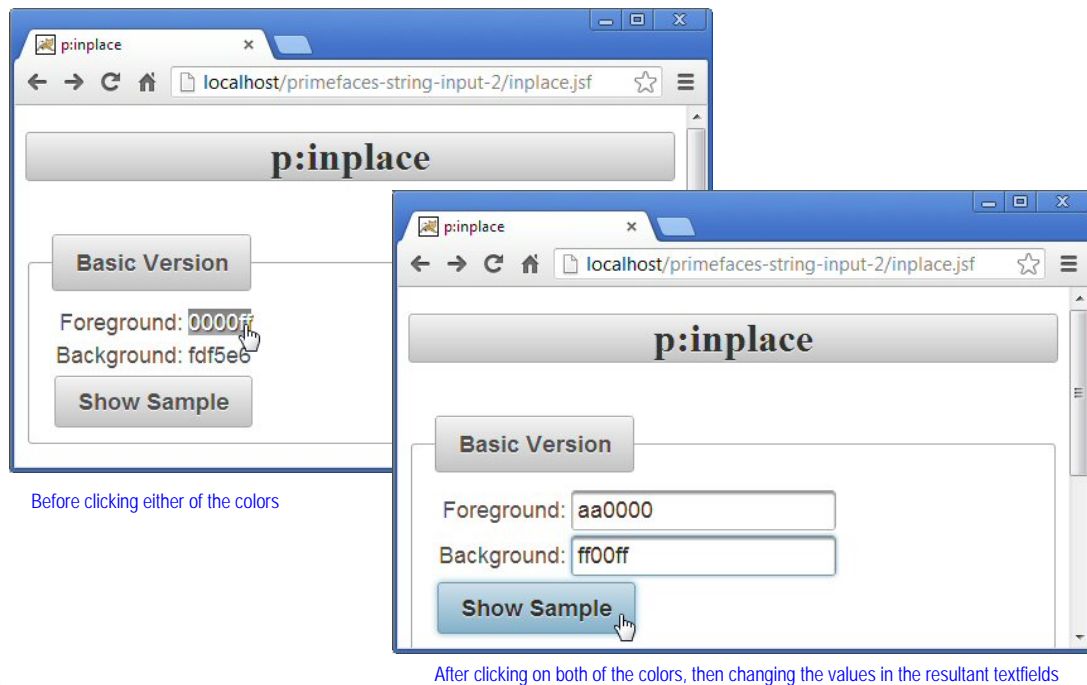 p:inplace
localhost/primefaces-string-input-2/inplace.jsf
p:inplace
Basic Version
Foreground: 0000ff
Background: fdf5e6
Show Sample
Before clicking either of the colors
p:inplace
localhost/primefaces-string-input-2/inplace.jsf
p:inplace
Basic Version
Foreground: aa0000
Background: ff00ff
Show Sample
After clicking on both of the colors, then changing the values in the resultant textfields